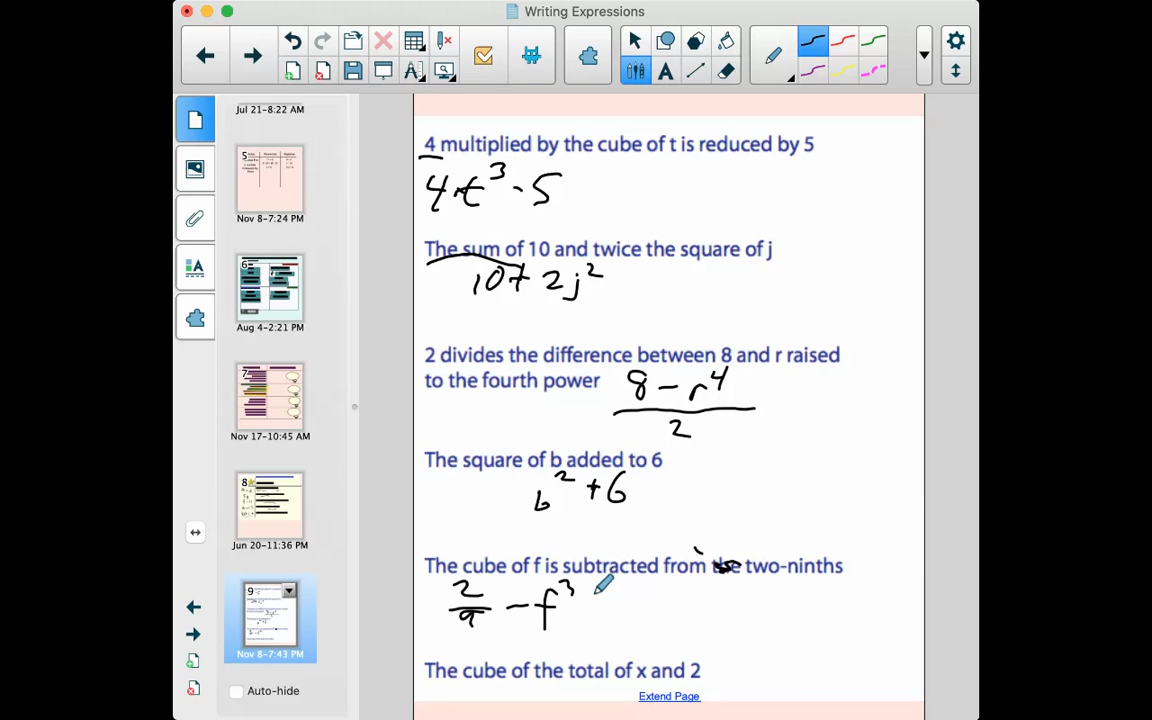 Writing Expressions
Jul 21-8:22 AM
5
Nov 8-7:24 PM
6
Aug 4-2:21 PM
7
Nov 17-10:45 AM
8
Jun 20-11:36 PM
9
Nov 8-7:43 PM
Auto-hide
4 multiplied by the cube of t is reduced by 5
4·t³ - 5
The sum of 10 and twice the square of j
10 + 2j²
2 divides the difference between 8 and r raised
to the fourth power
8 - r⁴
2
The square of b added to 6
b² + 6
The cube of f is subtracted from two-ninths
2/9 - f³
The cube of the total of x and 2
Extend Page